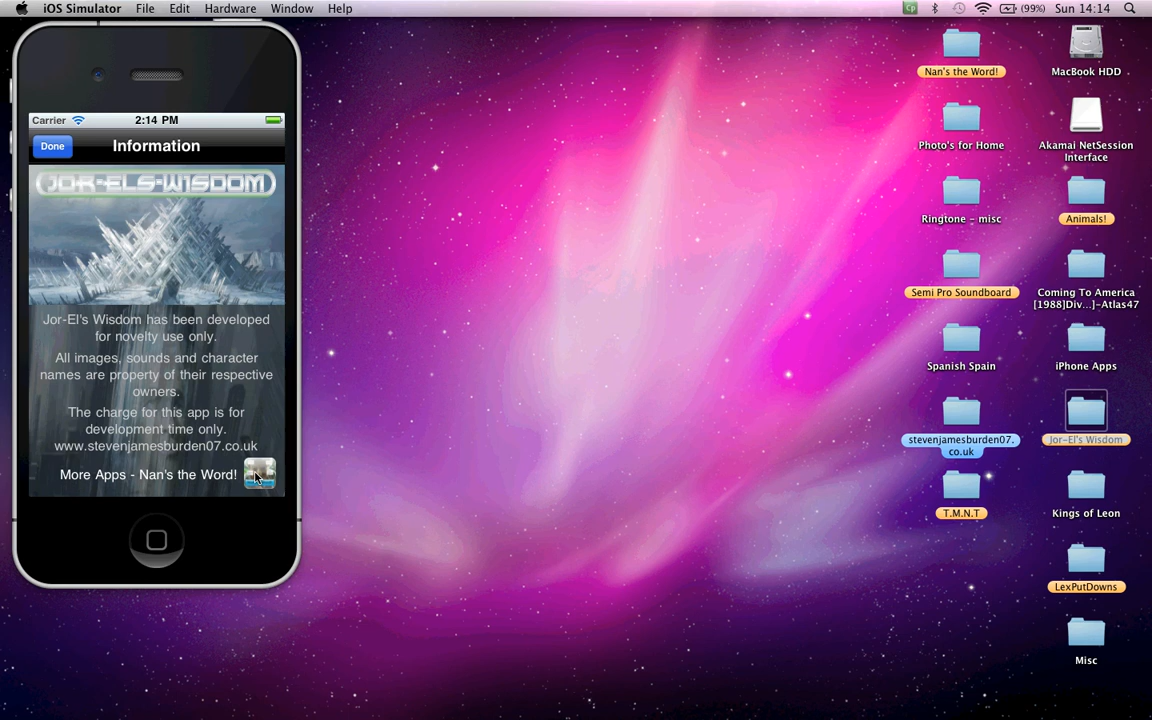 iOS Simulator File Edit Hardware Window Help
Cp (99%) Sun 14:14
Carrier 2:14 PM
Done Information
JOR-ELS-WISDOM
Jor-El's Wisdom has been developed
for novelty use only.
All images, sounds and character
names are property of their respective
owners.
The charge for this app is for
development time only.
www.stevenjamesburden07.co.uk
More Apps - Nan's the Word!
Nan's the Word!
Photo's for Home
Ringtone - misc
Semi Pro Soundboard
Spanish Spain
stevenjamesburden07.
co.uk
T.M.N.T
MacBook HDD
Akamai NetSession
Interface
Animals!
Coming To America
[1988]Div...]-Atlas47
iPhone Apps
Jor-El's Wisdom
Kings of Leon
LexPutDowns
Misc